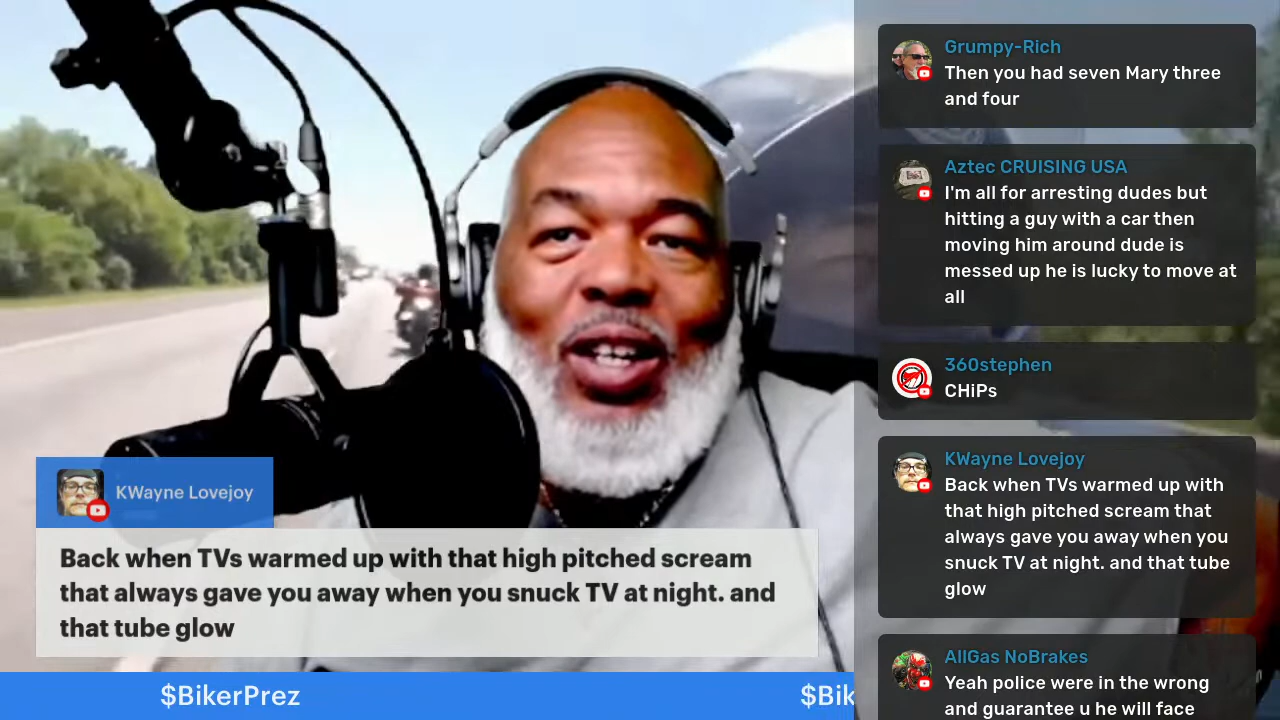 KWayne Lovejoy
Back when TVs warmed up with that high pitched scream
that always gave you away when you snuck TV at night. and
that tube glow
$BikerPrez
$Bik
Grumpy-Rich
Then you had seven Mary three
and four
Aztec CRUISING USA
I'm all for arresting dudes but
hitting a guy with a car then
moving him around dude is
messed up he is lucky to move at
all
360stephen
CHiPs
KWayne Lovejoy
Back when TVs warmed up with
that high pitched scream that
always gave you away when you
snuck TV at night. and that tube
glow
AllGas NoBrakes
Yeah police were in the wrong
and guarantee u he will face